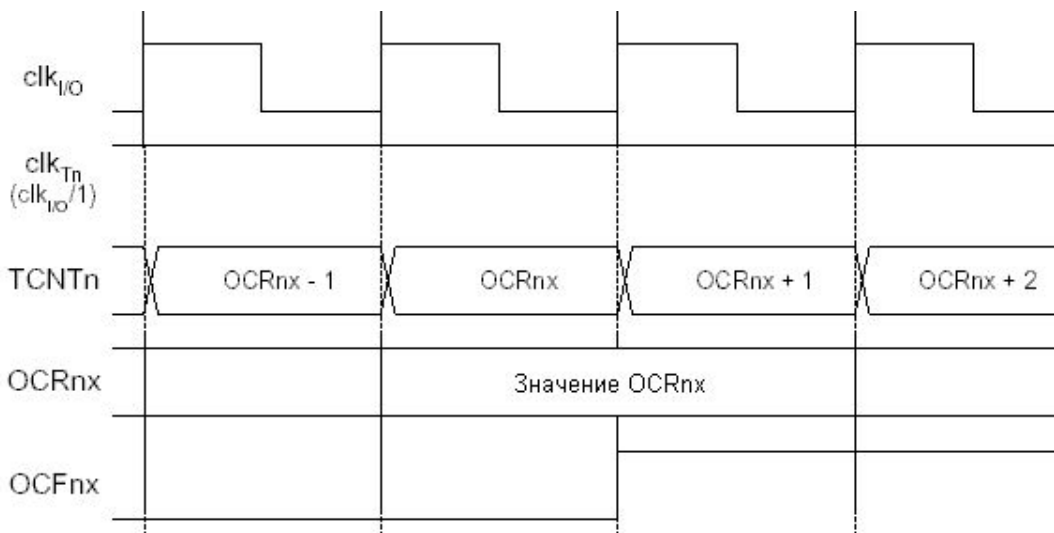 clkI/O
clkTn
(clkI/O/1)
TCNTn OCRnx - 1 OCRnx OCRnx + 1 OCRnx + 2
OCRnx Значение OCRnx
OCFnx